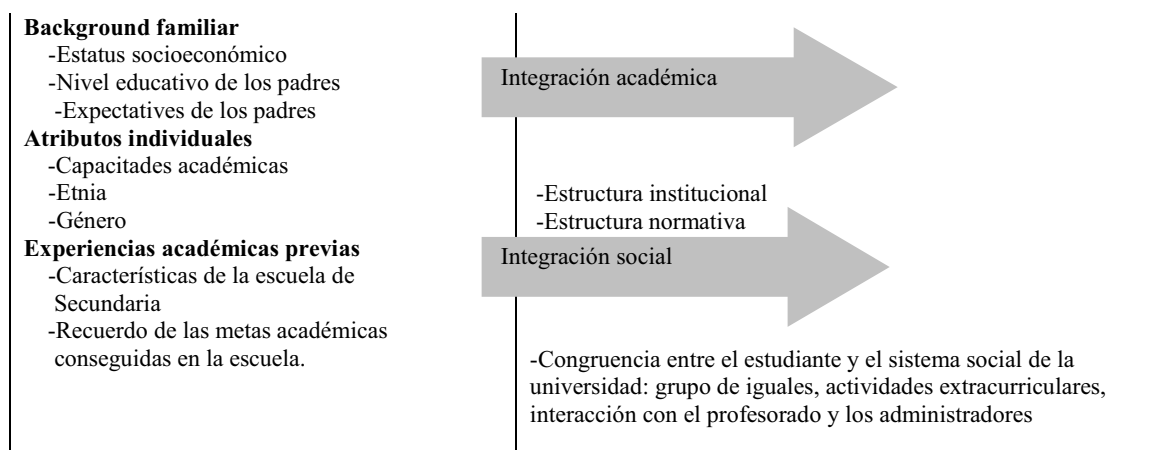 Background familiar
-Estatus socioeconómico
-Nivel educativo de los padres
-Expectatives de los padres
Atributos individuales
-Capacitades académicas
-Etnia
-Género
Experiencias académicas previas
-Características de la escuela de
Secundaria
-Recuerdo de las metas académicas
conseguidas en la escuela.
Integración académica
-Estructura institucional
-Estructura normativa
Integración social
-Congruencia entre el estudiante y el sistema social de la
universidad: grupo de iguales, actividades extracurriculares,
interacción con el profesorado y los administradores